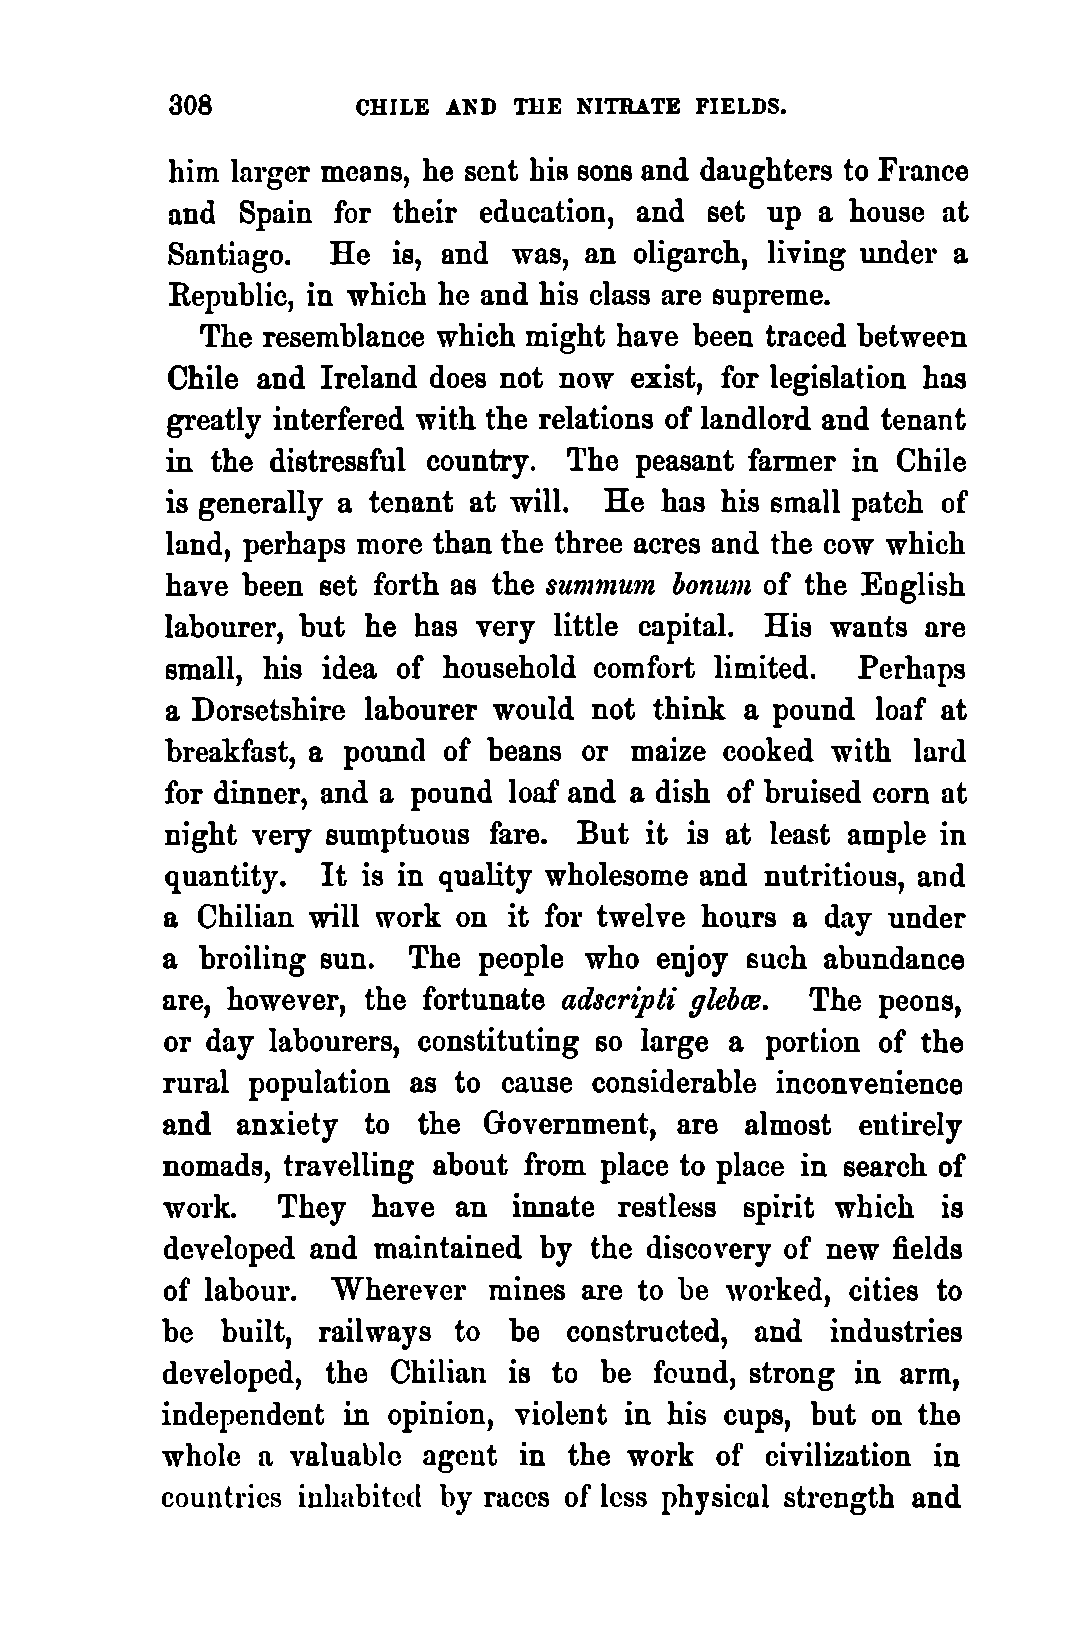 308 CHILE AND THE NITRATE FIELDS.
him larger means, he sent his sons and daughters to France
and Spain for their education, and set up a house at
Santiago. He is, and was, an oligarch, living under a
Republic, in which he and his class are supreme.
The resemblance which might have been traced between
Chile and Ireland does not now exist, for legislation has
greatly interfered with the relations of landlord and tenant
in the distressful country. The peasant farmer in Chile
is generally a tenant at will. He has his small patch of
land, perhaps more than the three acres and the cow which
have been set forth as the summum bonum of the English
labourer, but he has very little capital. His wants are
small, his idea of household comfort limited. Perhaps
a Dorsetshire labourer would not think a pound loaf at
breakfast, a pound of beans or maize cooked with lard
for dinner, and a pound loaf and a dish of bruised corn at
night very sumptuous fare. But it is at least ample in
quantity. It is in quality wholesome and nutritious, and
a Chilian will work on it for twelve hours a day under
a broiling sun. The people who enjoy such abundance
are, however, the fortunate adscripti glebœ. The peons,
or day labourers, constituting so large a portion of the
rural population as to cause considerable inconvenience
and anxiety to the Government, are almost entirely
nomads, travelling about from place to place in search of
work. They have an innate restless spirit which is
developed and maintained by the discovery of new fields
of labour. Wherever mines are to be worked, cities to
be built, railways to be constructed, and industries
developed, the Chilian is to be found, strong in arm,
independent in opinion, violent in his cups, but on the
whole a valuable agent in the work of civilization in
countries inhabited by races of less physical strength and